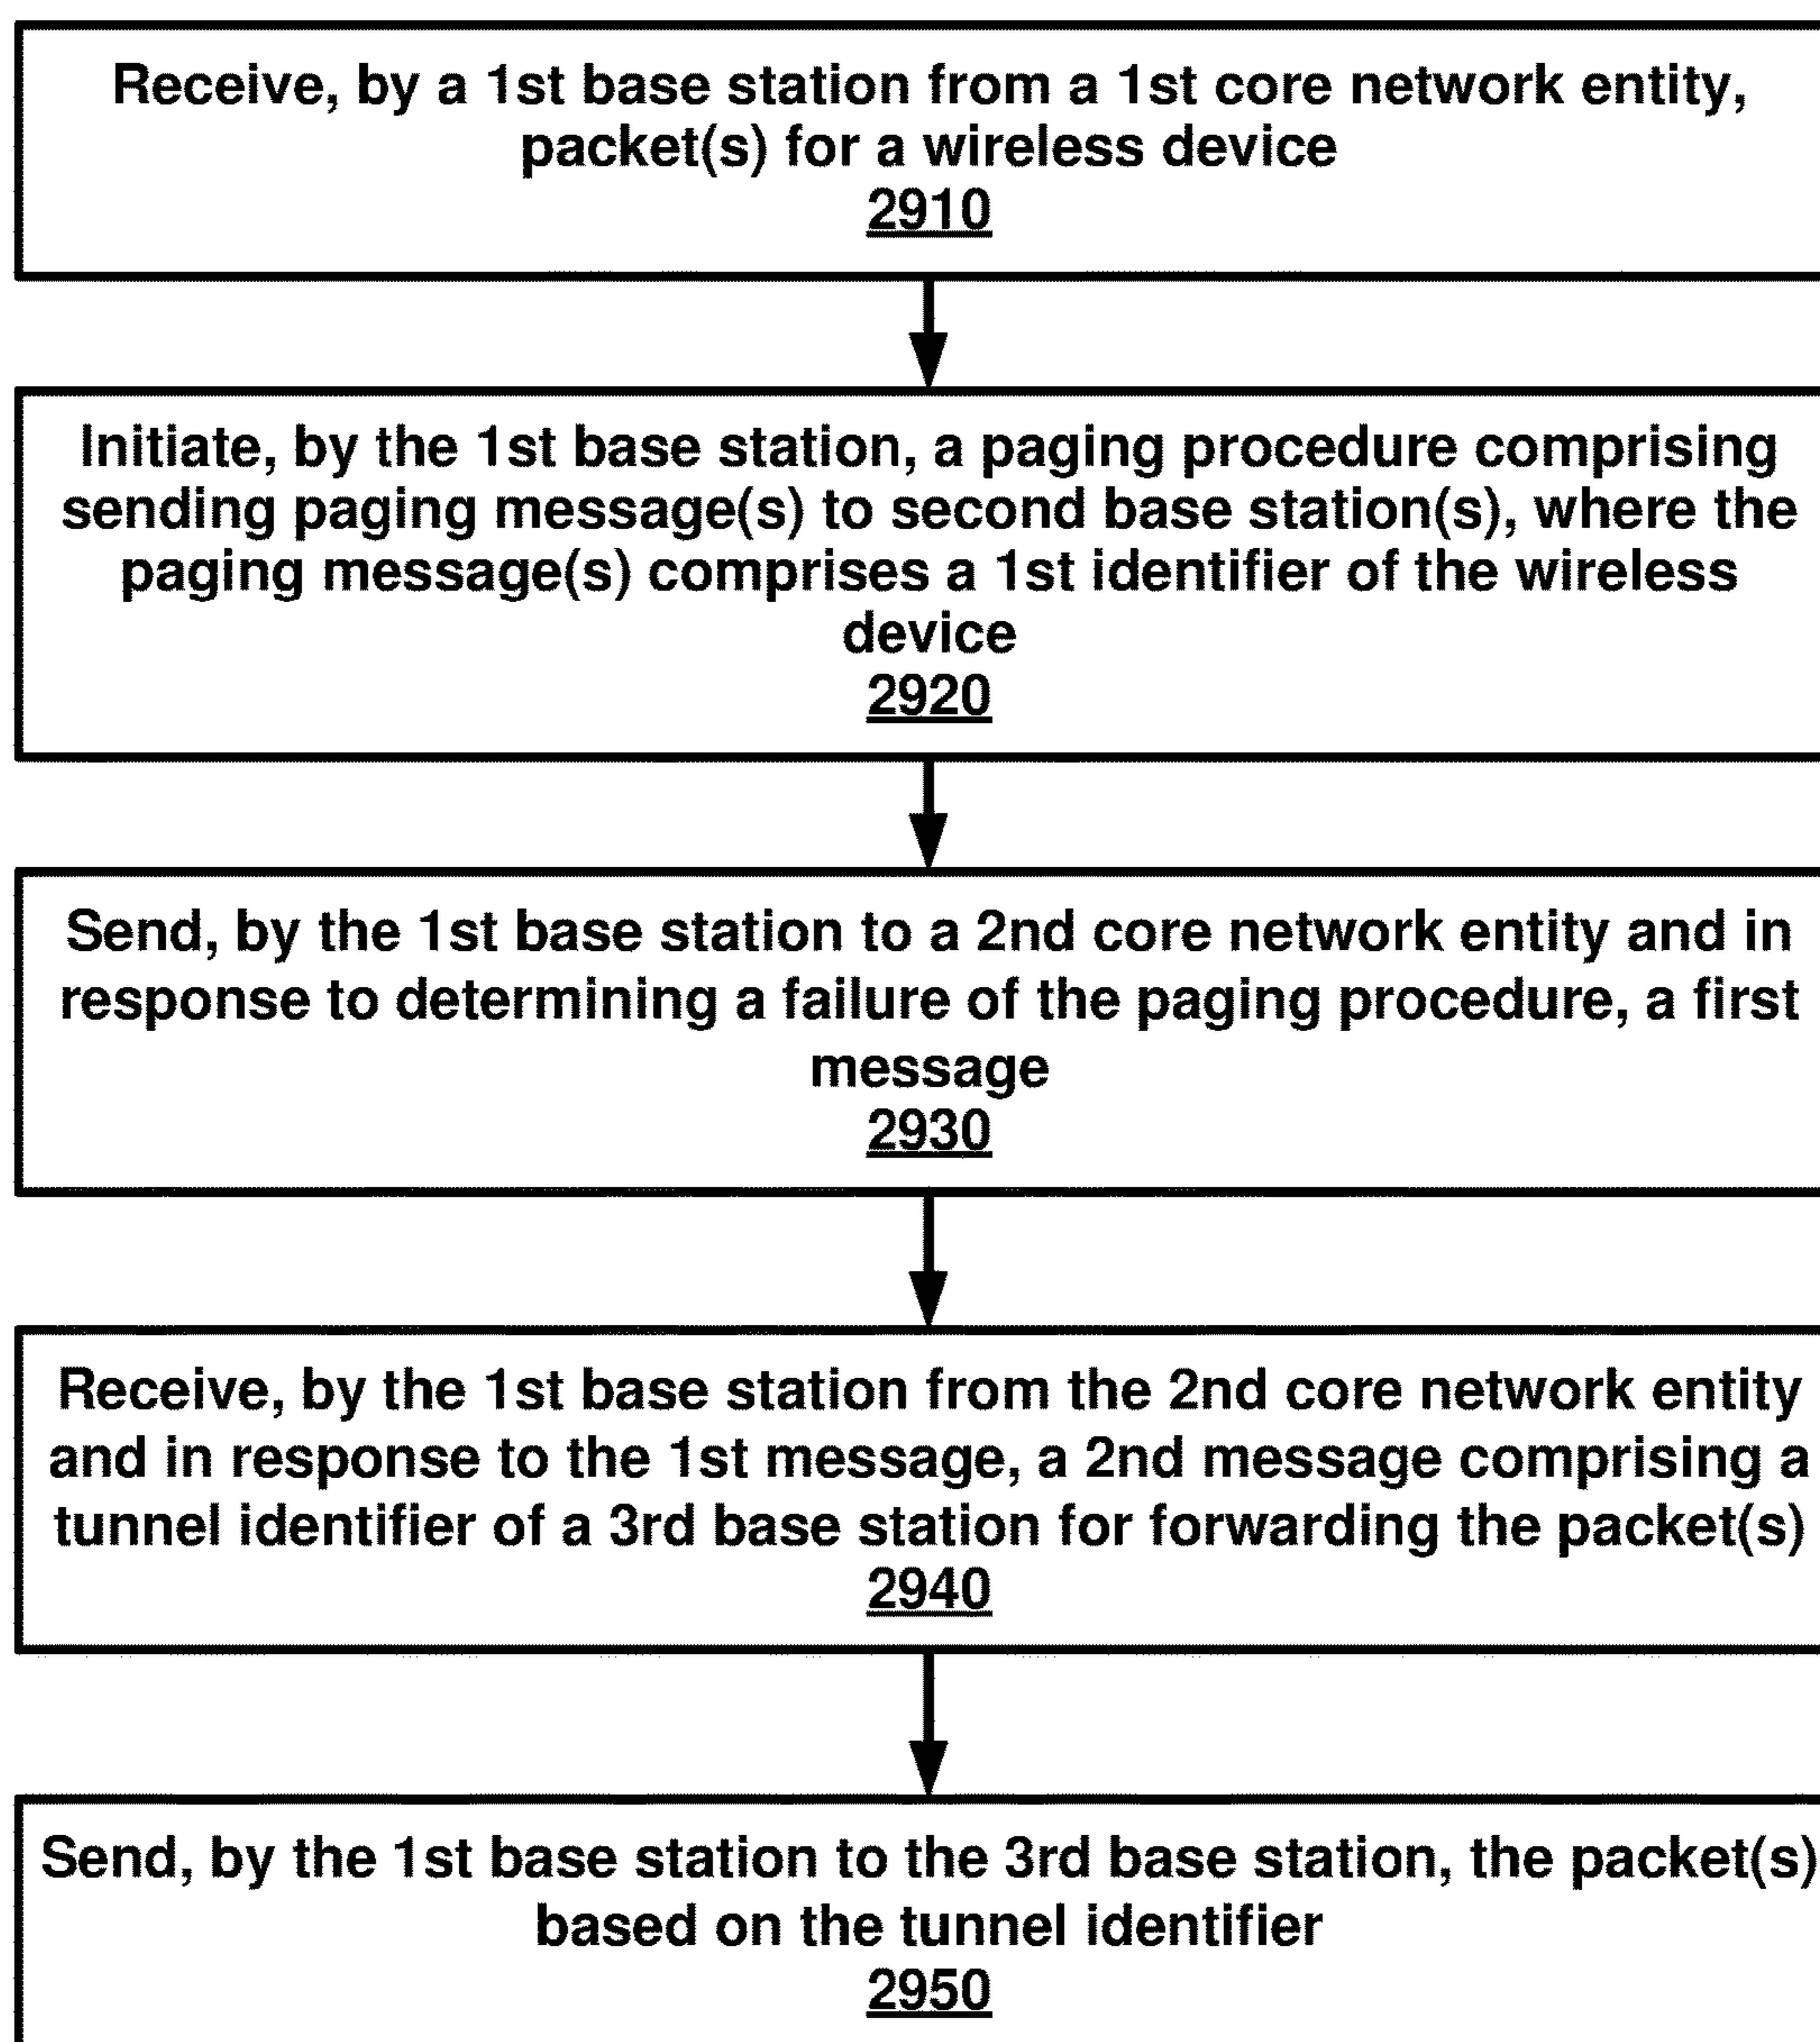 Receive, by a 1st base station from a 1st core network entity,
packet(s) for a wireless device
2910
Initiate, by the 1st base station, a paging procedure comprising
sending paging message(s) to second base station(s), where the
paging message(s) comprises a 1st identifier of the wireless
device
2920
Send, by the 1st base station to a 2nd core network entity and in
response to determining a failure of the paging procedure, a first
message
2930
Receive, by the 1st base station from the 2nd core network entity
and in response to the 1st message, a 2nd message comprising a
tunnel identifier of a 3rd base station for forwarding the packet(s)
2940
Send, by the 1st base station to the 3rd base station, the packet(s)
based on the tunnel identifier
2950